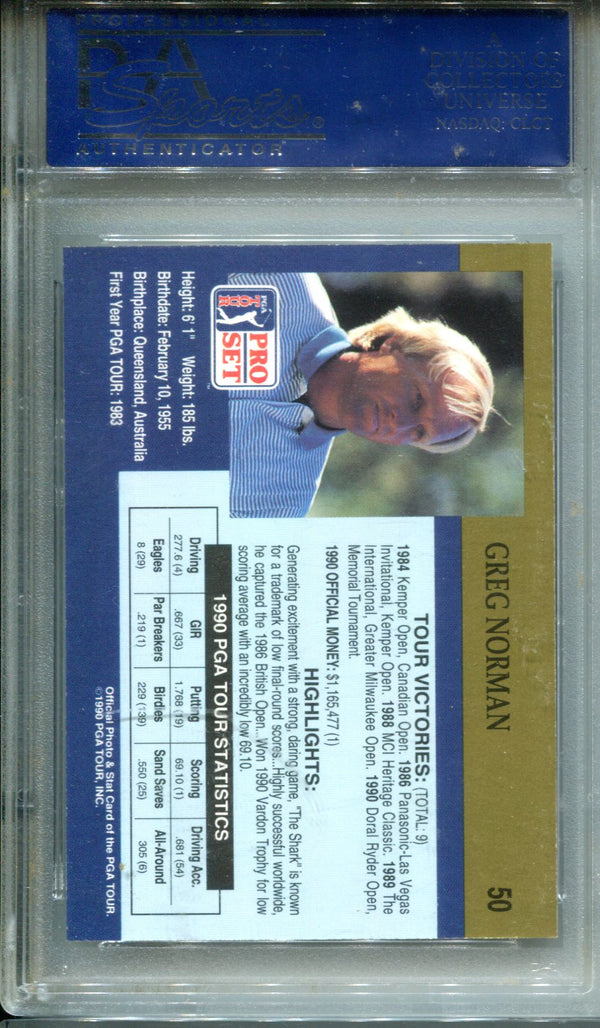 PROFESSIONAL
PSA
Sports®
AUTHENTICATOR
A
DIVISION OF
COLLECTORS
UNIVERSE
NASDAQ: CLCT
GREG NORMAN
50
PGA
TOUR
PRO
SET
TM
Height: 6' 1" Weight: 185 lbs.
Birthdate: February 10, 1955
Birthplace: Queensland, Australia
First Year PGA TOUR: 1983
TOUR VICTORIES: (TOTAL: 9)
1984 Kemper Open, Canadian Open. 1986 Panasonic-Las Vegas
Invitational, Kemper Open. 1988 MCI Heritage Classic. 1989 The
International, Greater Milwaukee Open. 1990 Doral Ryder Open,
Memorial Tournament.
1990 OFFICIAL MONEY: $1,165,477 (1)
HIGHLIGHTS:
Generating excitement with a strong, daring game, "The Shark" is known
for a trademark of low final-round scores...Highly successful worldwide,
he captured the 1986 British Open...Won 1990 Vardon Trophy for low
scoring average with an incredibly low 69.10.
1990 PGA TOUR STATISTICS
Driving GIR Putting Scoring Driving Acc.
277.6 (4) .667 (33) 1.768 (19) 69.10 (1) .681 (54)
Eagles Par Breakers Birdies Sand Saves All-Around
8 (29) .219 (1) 229 (139) .550 (25) 305 (6)
Official Photo & Stat Card of the PGA TOUR.
©1990 PGA TOUR, INC.